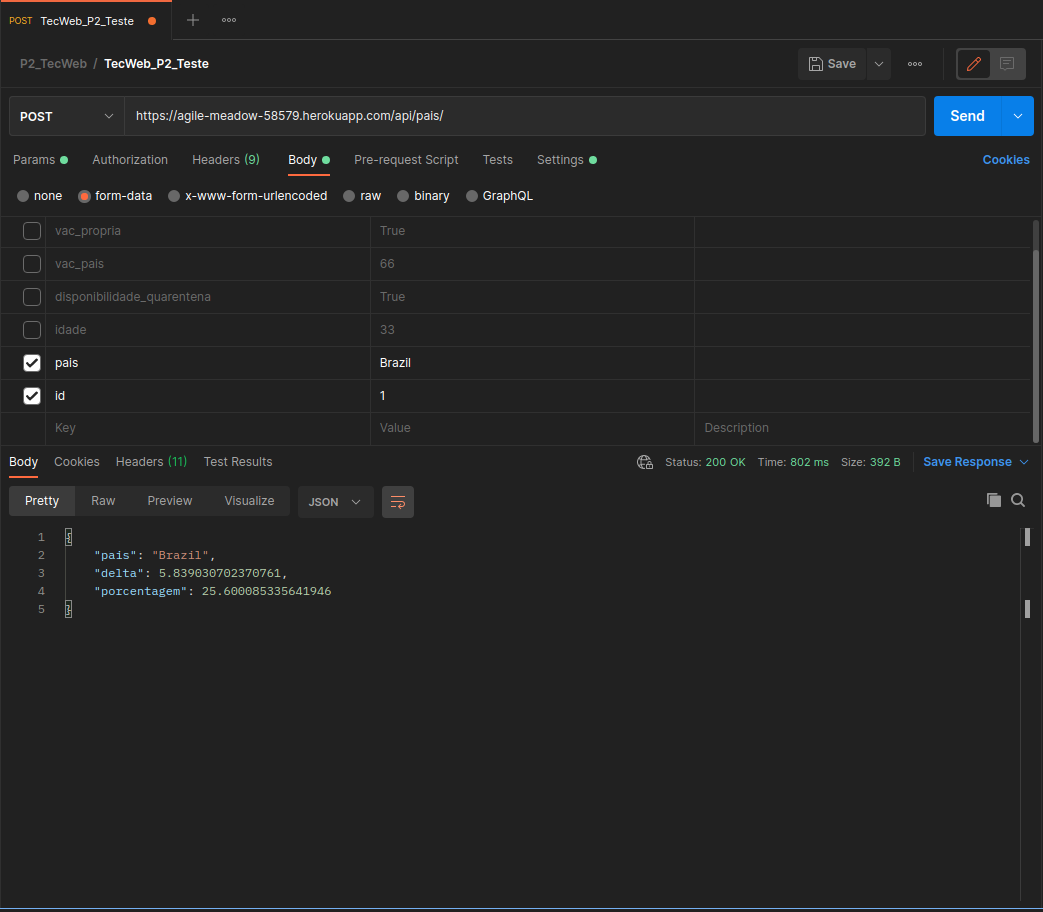 POST TecWeb_P2_Teste
P2_TecWeb / TecWeb_P2_Teste
Save
POST https://agile-meadow-58579.herokuapp.com/api/pais/ Send
Params Authorization Headers (9) Body Pre-request Script Tests Settings Cookies
none form-data x-www-form-urlencoded raw binary GraphQL
vac_propria True
vac_pais 66
disponibilidade_quarentena True
idade 33
pais Brazil
id 1
Key Value Description
Body Cookies Headers (11) Test Results Status: 200 OK Time: 802 ms Size: 392 B Save Response
Pretty Raw Preview Visualize JSON
1 {
2 "pais": "Brazil",
3 "delta": 5.839030702370761,
4 "porcentagem": 25.600085335641946
5 }